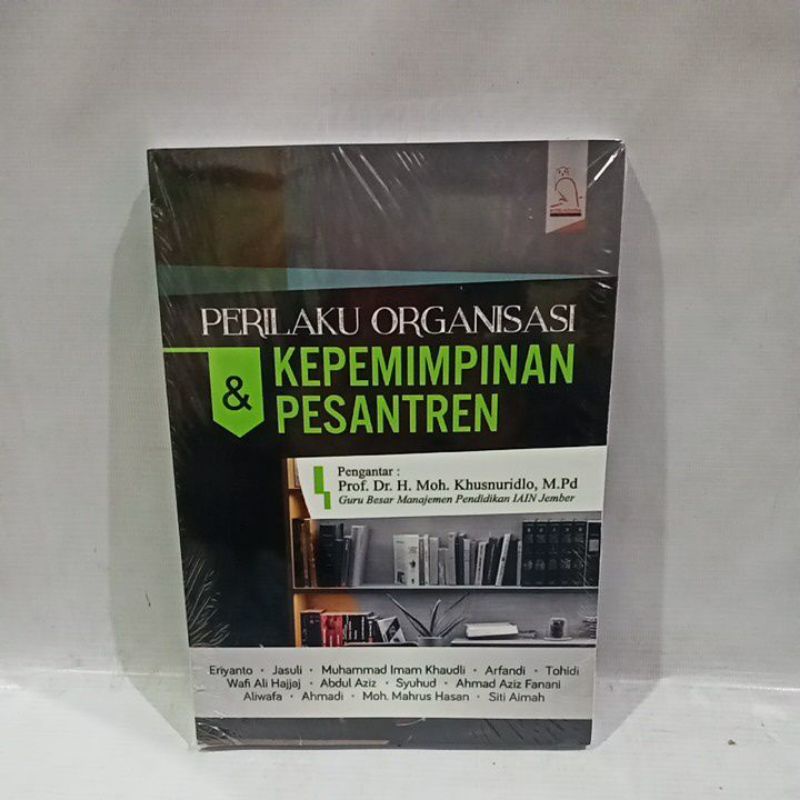 PERILAKU ORGANISASI
& KEPEMIMPINAN
PESANTREN
Pengantar :
Prof. Dr. H. Moh. Khusnuridlo, M.Pd
Guru Besar Manajemen Pendidikan IAIN Jember
Eriyanto • Jasuli • Muhammad Imam Khaudli • Arfandi • Tohidi
Wafi Ali Hajjaj • Abdul Aziz • Syuhud • Ahmad Aziz Fanani
Aliwafa • Ahmadi • Moh. Mahrus Hasan • Siti Aimah